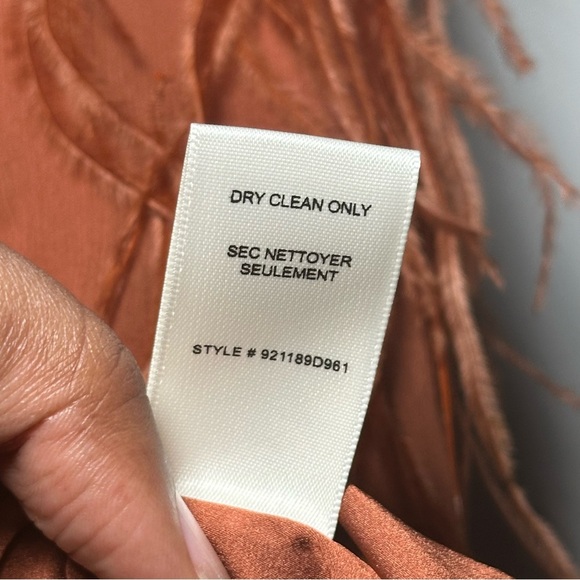 DRY CLEAN ONLY
SEC NETTOYER
SEULEMENT
STYLE # 921189D961